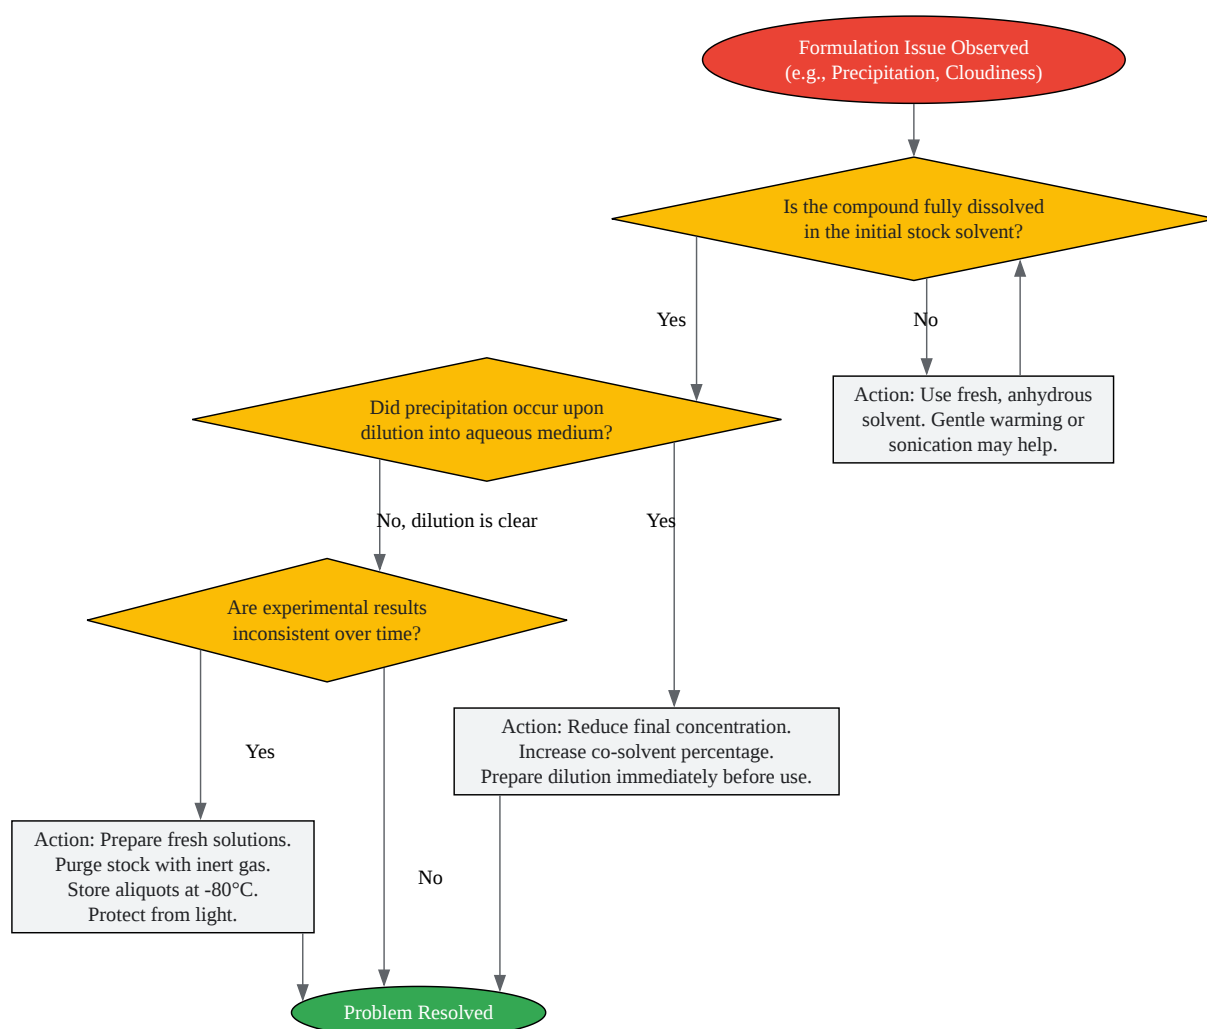 Formulation Issue Observed
(e.g., Precipitation, Cloudiness)
Is the compound fully dissolved
in the initial stock solvent?
Yes
No
Action: Use fresh, anhydrous
solvent. Gentle warming or
sonication may help.
Did precipitation occur upon
dilution into aqueous medium?
No, dilution is clear
Yes
Are experimental results
inconsistent over time?
Action: Reduce final concentration.
Increase co-solvent percentage.
Prepare dilution immediately before use.
Yes
Action: Prepare fresh solutions.
Purge stock with inert gas.
Store aliquots at -80°C.
Protect from light.
No
Problem Resolved